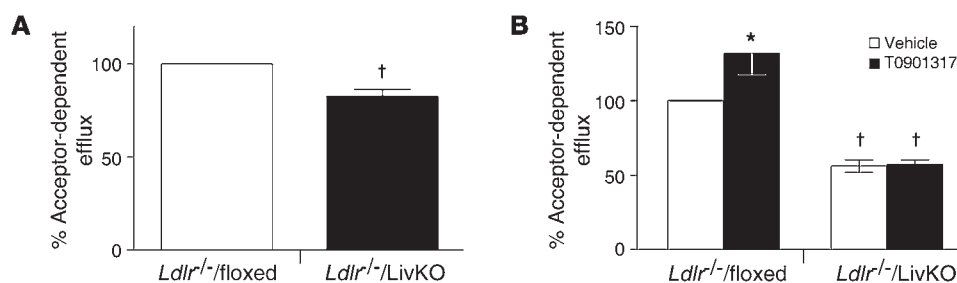 A
% Acceptor-dependent
efflux
100
50
0
†
Ldlr-/-/floxed
Ldlr-/-/LivKO
B
% Acceptor-dependent
efflux
150
100
50
0
*
†
†
Vehicle
T0901317
Ldlr-/-/floxed
Ldlr-/-/LivKO